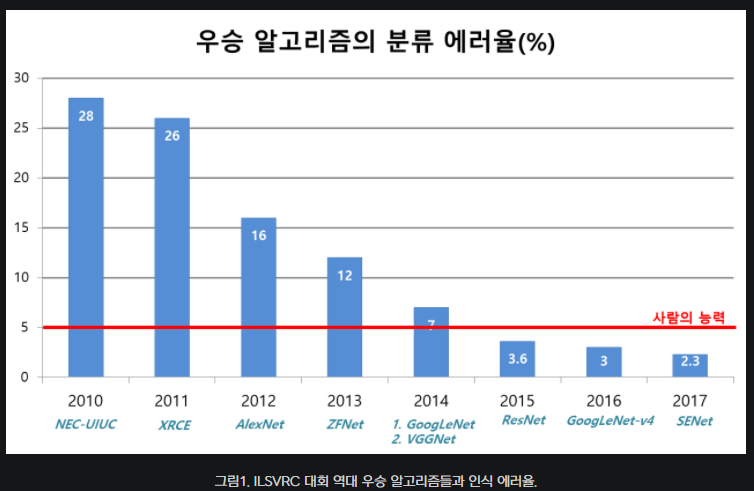 우승 알고리즘의 분류 에러율(%)
30
25
20
15
10
5
0
28
26
16
12
7
3.6
3
2.3
사람의 능력
2010
2011
2012
2013
2014
2015
2016
2017
NEC-UIUC
XRCE
AlexNet
ZFNet
1. GoogLeNet
2. VGGNet
ResNet
GoogLeNet-v4
SENet
그림1. ILSVRC 대회 역대 우승 알고리즘들과 인식 에러율.